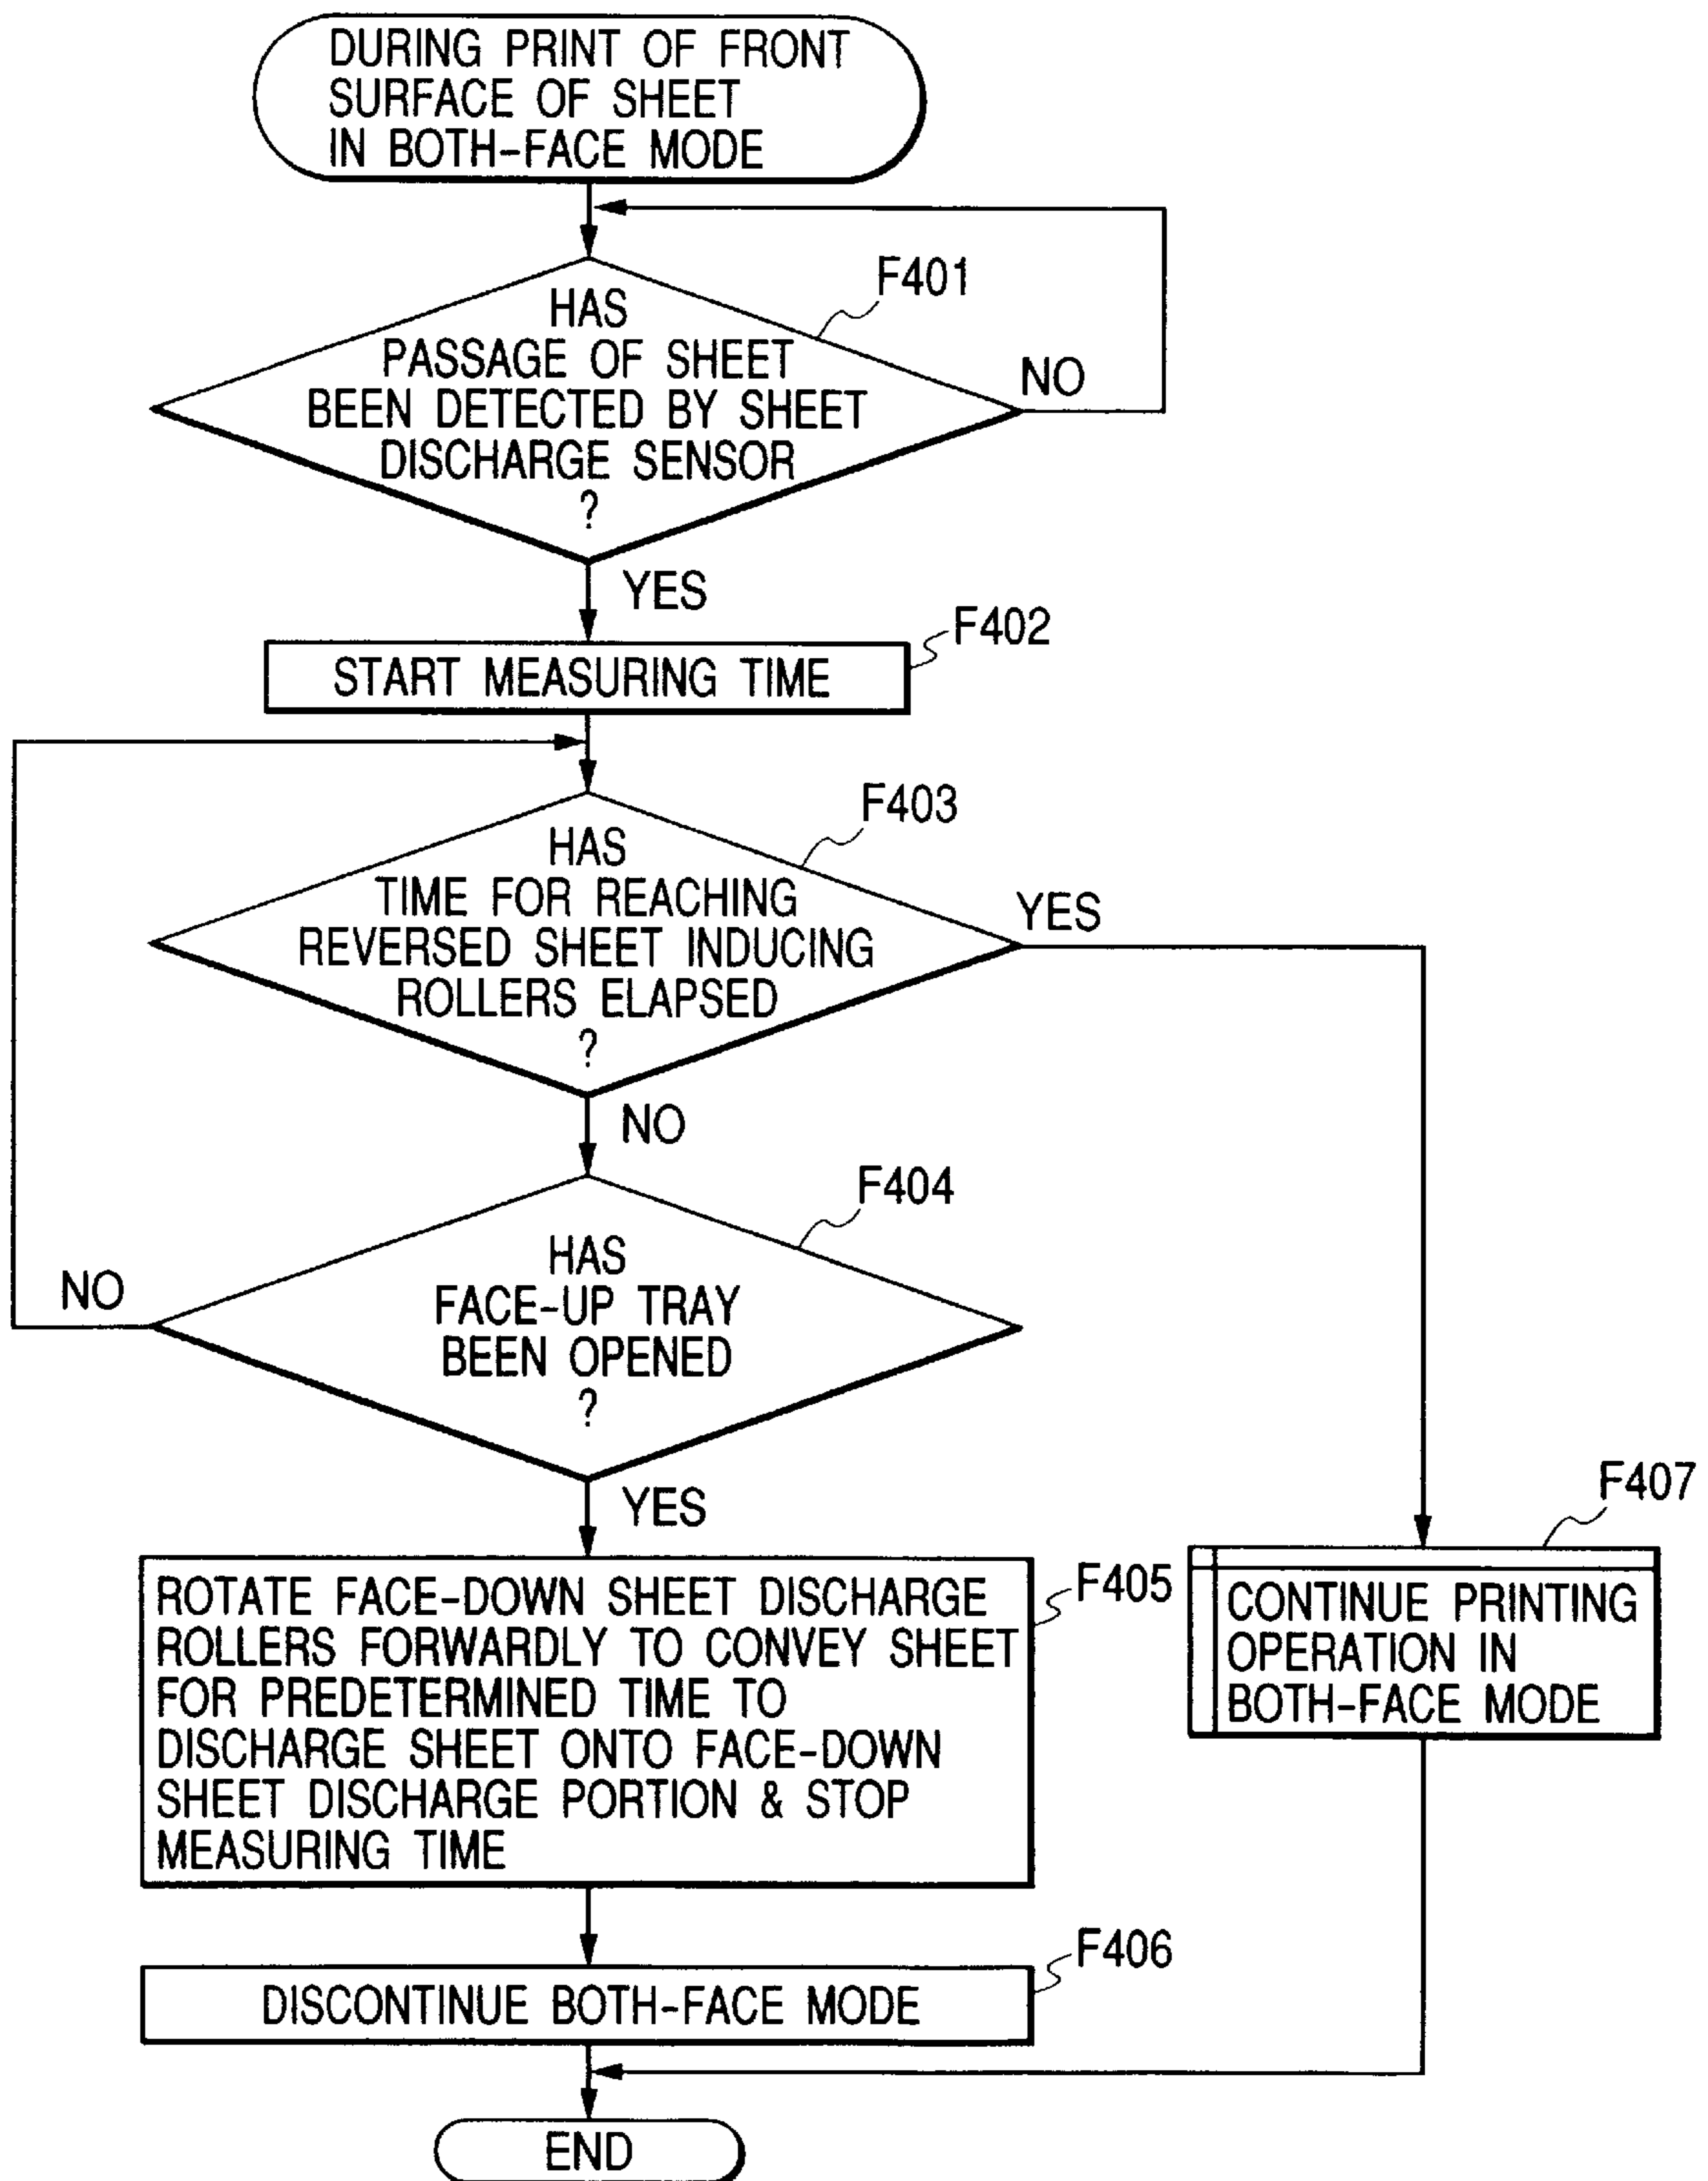 DURING PRINT OF FRONT
SURFACE OF SHEET
IN BOTH-FACE MODE
F401
HAS
PASSAGE OF SHEET
BEEN DETECTED BY SHEET
DISCHARGE SENSOR
?
NO
YES
F402
START MEASURING TIME
F403
HAS
TIME FOR REACHING
REVERSED SHEET INDUCING
ROLLERS ELAPSED
?
YES
NO
F404
HAS
FACE-UP TRAY
BEEN OPENED
?
NO
YES
F405
ROTATE FACE-DOWN SHEET DISCHARGE
ROLLERS FORWARDLY TO CONVEY SHEET
FOR PREDETERMINED TIME TO
DISCHARGE SHEET ONTO FACE-DOWN
SHEET DISCHARGE PORTION & STOP
MEASURING TIME
F407
CONTINUE PRINTING
OPERATION IN
BOTH-FACE MODE
F406
DISCONTINUE BOTH-FACE MODE
END